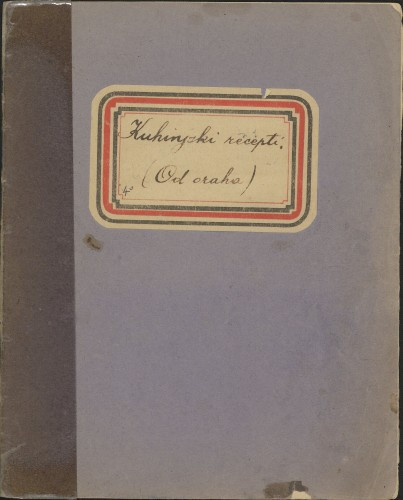 Kuhinjski recepti.
(Od oraha)